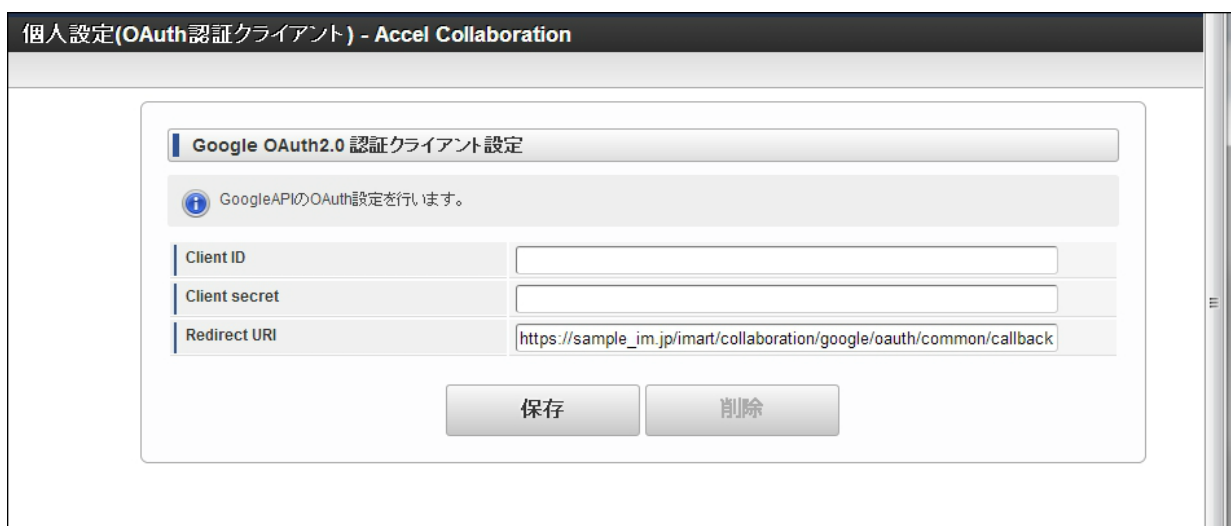 個人設定(OAuth認証クライアント) - Accel Collaboration
Google OAuth2.0 認証クライアント設定
GoogleAPIのOAuth設定を行います。
Client ID
Client secret
Redirect URI
https://sample_im.jp/imart/collaboration/google/oauth/common/callback
保存
削除